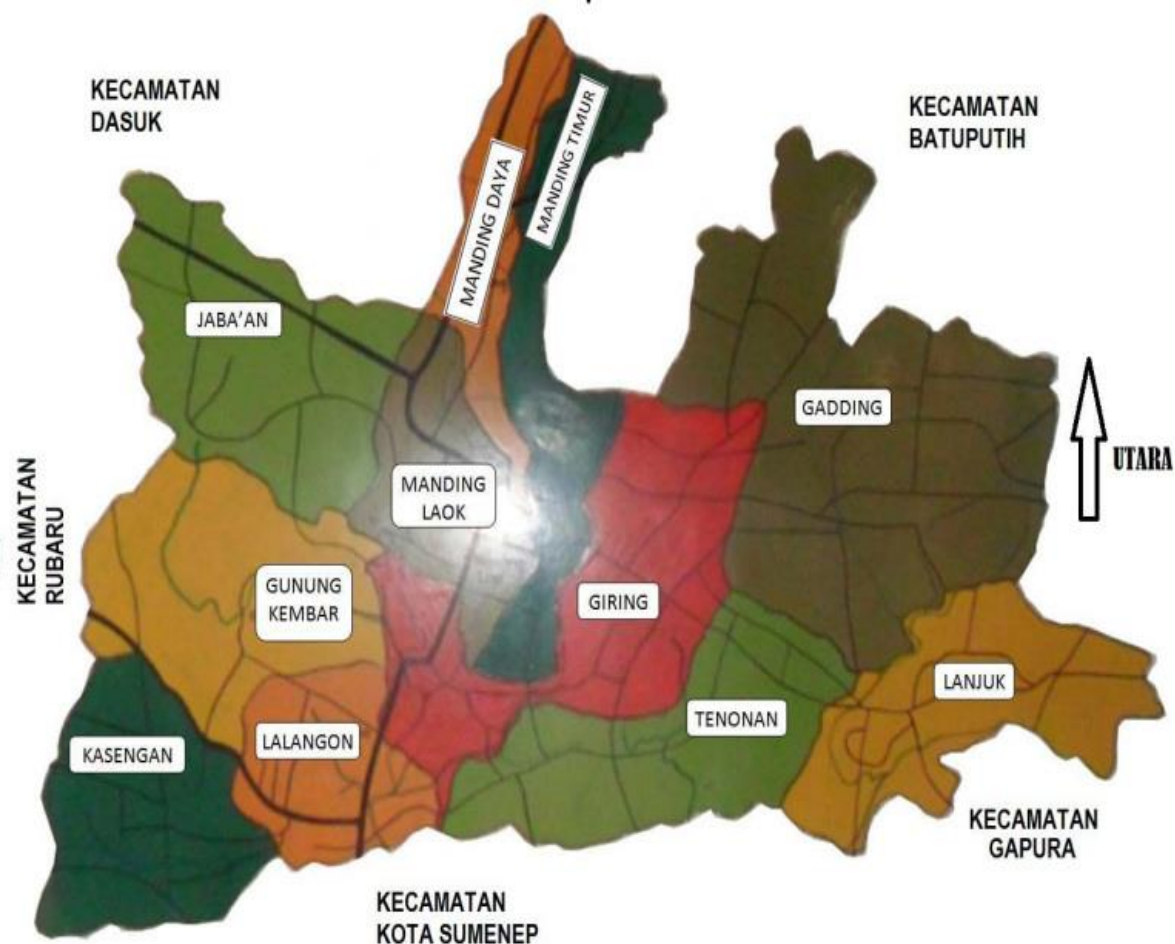 KECAMATAN
DASUK
KECAMATAN
BATUPUTIH
MANDING DAYA
MANDING TIMUR
JABA'AN
GADDING
UTARA
MANDING
LAOK
KECAMATAN
RUBARU
GUNUNG
KEMBAR
GIRING
LANJUK
TENONAN
KASENGAN
LALANGON
KECAMATAN
GAPURA
KECAMATAN
KOTA SUMENEP